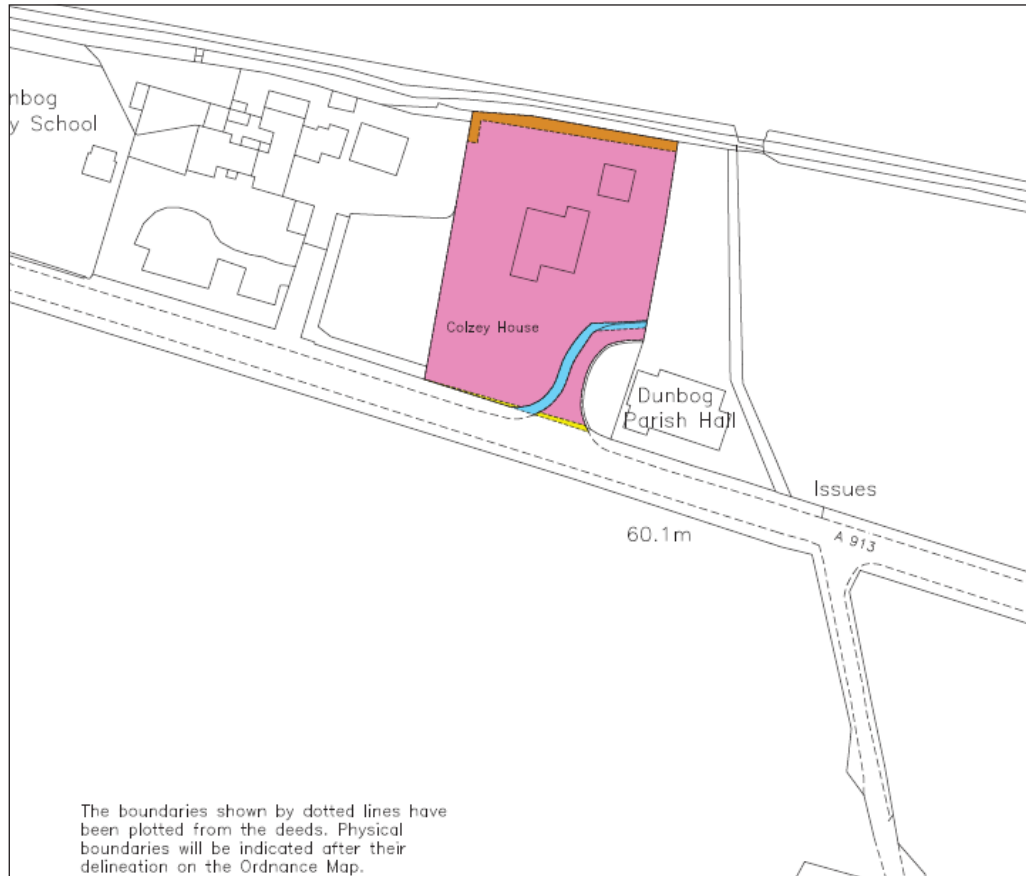 nbog
y School
Colzey House
Dunbog
Parish Hall
Issues
60.1m
A 913
The boundaries shown by dotted lines have
been plotted from the deeds. Physical
boundaries will be indicated after their
delineation on the Ordnance Map.